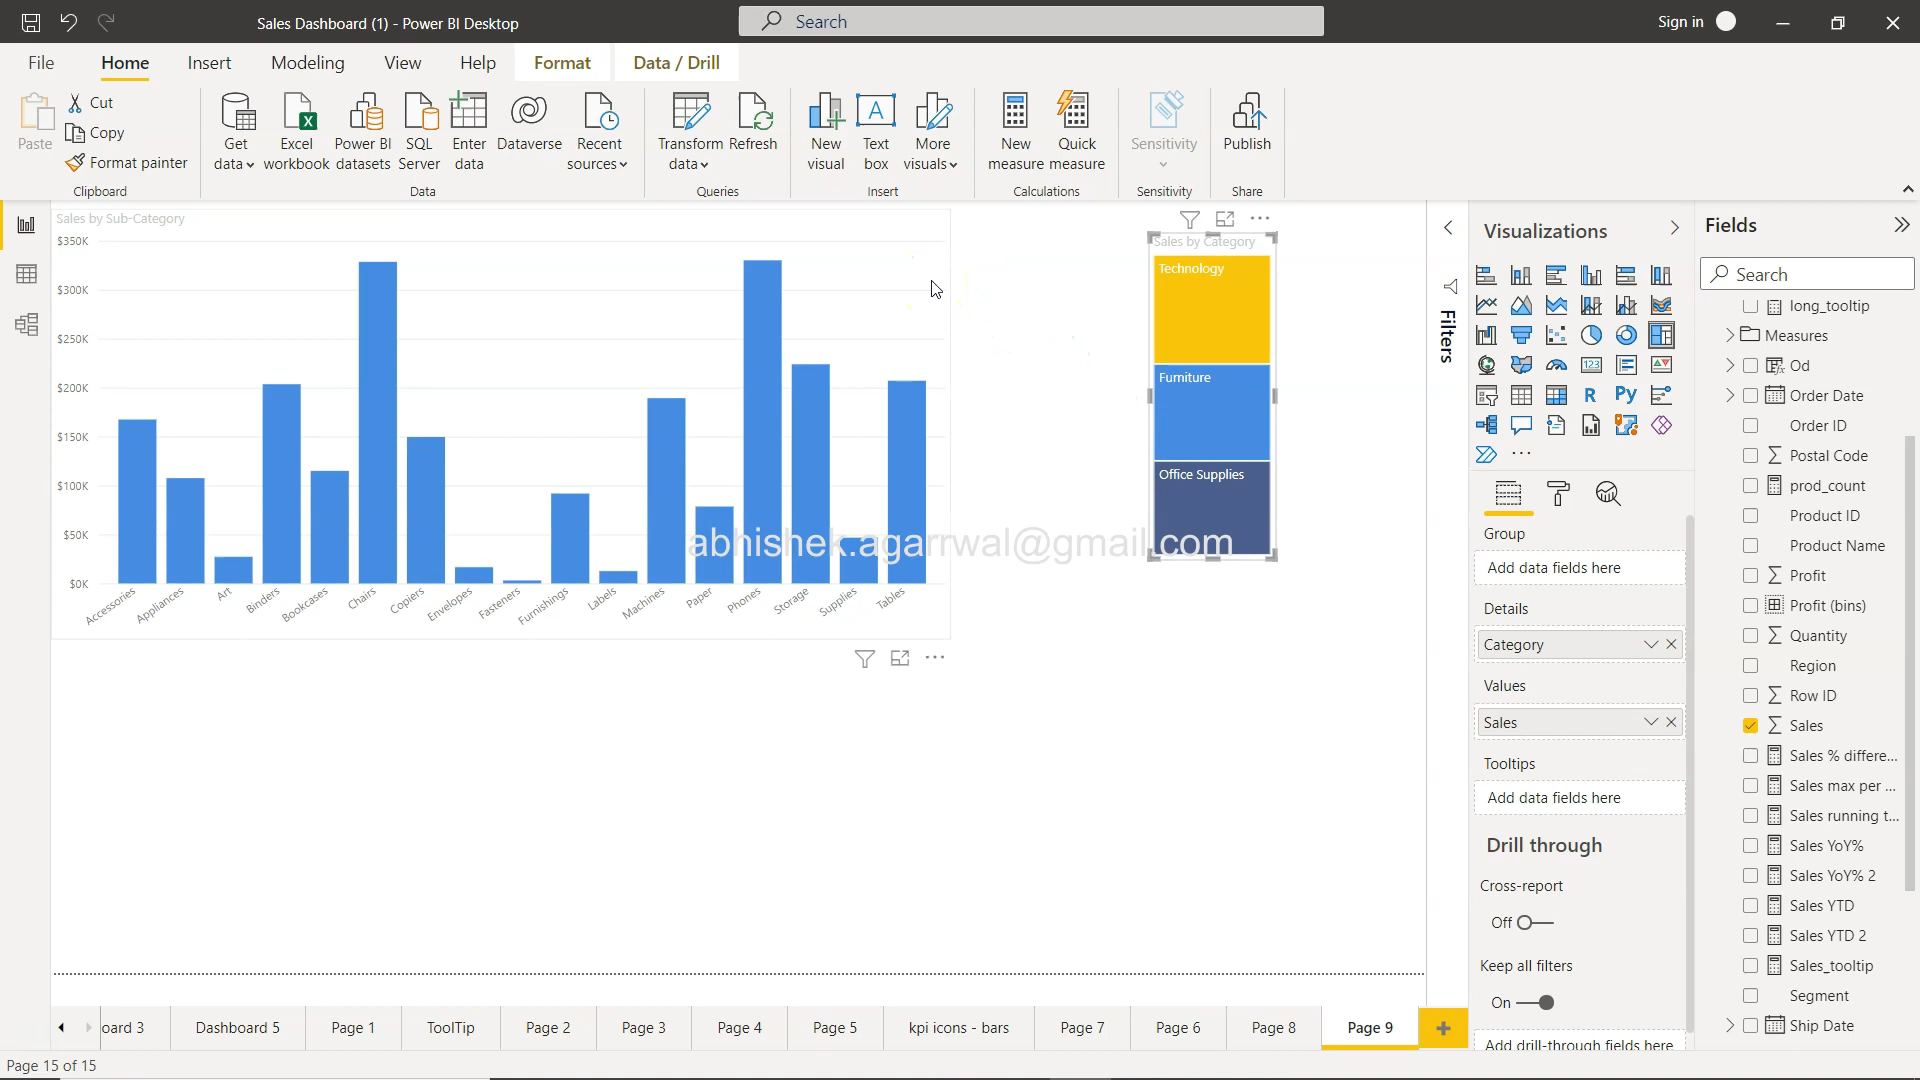 Sales Dashboard (1) - Power BI Desktop
Search
Sign in
File
Home
Insert
Modeling
View
Help
Format
Data / Drill
Paste
Cut
Copy
Format painter
Clipboard
Get data
Excel workbook
Power BI datasets
SQL Server
Enter data
Dataverse
Recent sources
Data
Transform data
Refresh
Queries
New visual
Text box
More visuals
Insert
New measure
Quick measure
Calculations
Sensitivity
Sensitivity
Publish
Share
Sales by Sub-Category
$350K
$300K
$250K
$200K
$150K
$100K
$50K
$0K
Accessories
Appliances
Art
Binders
Bookcases
Chairs
Copiers
Envelopes
Fasteners
Furnishings
Labels
Machines
Paper
Phones
Storage
Supplies
Tables
Sales by Category
Technology
Furniture
Office Supplies
abhishek.agarrwal@gmail.com
Filters
Visualizations
123
R
Py
Group
Add data fields here
Details
Category
Values
Sales
Tooltips
Add data fields here
Drill through
Cross-report
Off
Keep all filters
On
Add drill-through fields here
Fields
Search
long_tooltip
Measures
Od
Order Date
Order ID
Postal Code
prod_count
Product ID
Product Name
Profit
Profit (bins)
Quantity
Region
Row ID
Sales
Sales % differe...
Sales max per ...
Sales running t...
Sales YoY%
Sales YoY% 2
Sales YTD
Sales YTD 2
Sales_tooltip
Segment
Ship Date
oard 3
Dashboard 5
Page 1
ToolTip
Page 2
Page 3
Page 4
Page 5
kpi icons - bars
Page 7
Page 6
Page 8
Page 9
Page 15 of 15